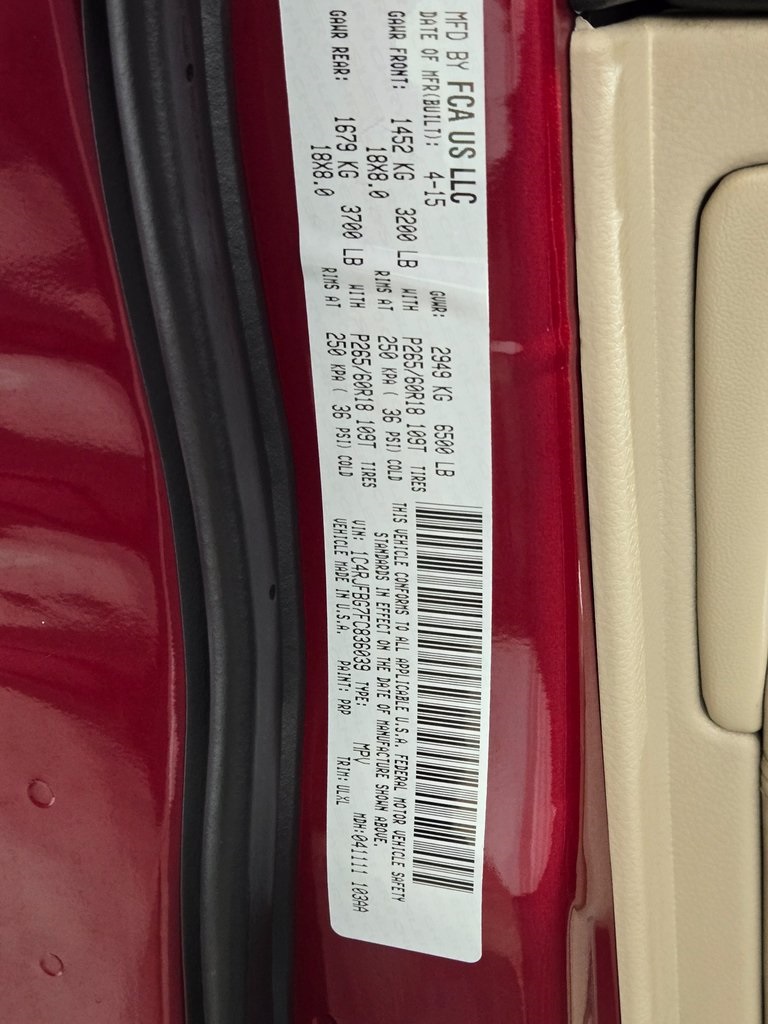 MFD BY FCA US LLC
DATE OF MFR(BUILT): 4-15 GVWR: 2949 KG 6500 LB
GAWR FRONT: 1452 KG 3200 LB WITH P265/60R18 109T TIRES
18X8.0 RIMS AT 250 KPA ( 36 PSI) COLD
GAWR REAR: 1679 KG 3700 LB WITH P265/60R18 109T TIRES
18X8.0 RIMS AT 250 KPA ( 36 PSI) COLD
THIS VEHICLE CONFORMS TO ALL APPLICABLE U.S.A. FEDERAL MOTOR VEHICLE SAFETY
STANDARDS IN EFFECT ON THE DATE OF MANUFACTURE SHOWN ABOVE.
VIN: 1C4RJFBG7FC836039 TYPE: MPV MDH:041111 103AA
VEHICLE MADE IN U.S.A. PAINT: PRP TRIM: ULXL